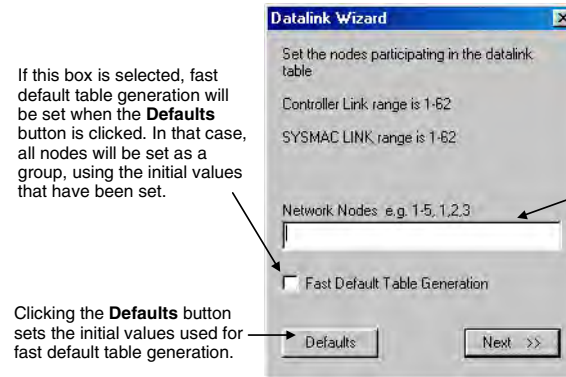 Datalink Wizard
Set the nodes participating in the datalink
table
Controller Link range is 1-62
SYSMAC LINK range is 1-62
Network Nodes e.g. 1-5, 1,2,3
Fast Default Table Generation
Defaults
Next >>
If this box is selected, fast
default table generation will
be set when the Defaults
button is clicked. In that case,
all nodes will be set as a
group, using the initial values
that have been set.
Clicking the Defaults button
sets the initial values used for
fast default table generation.